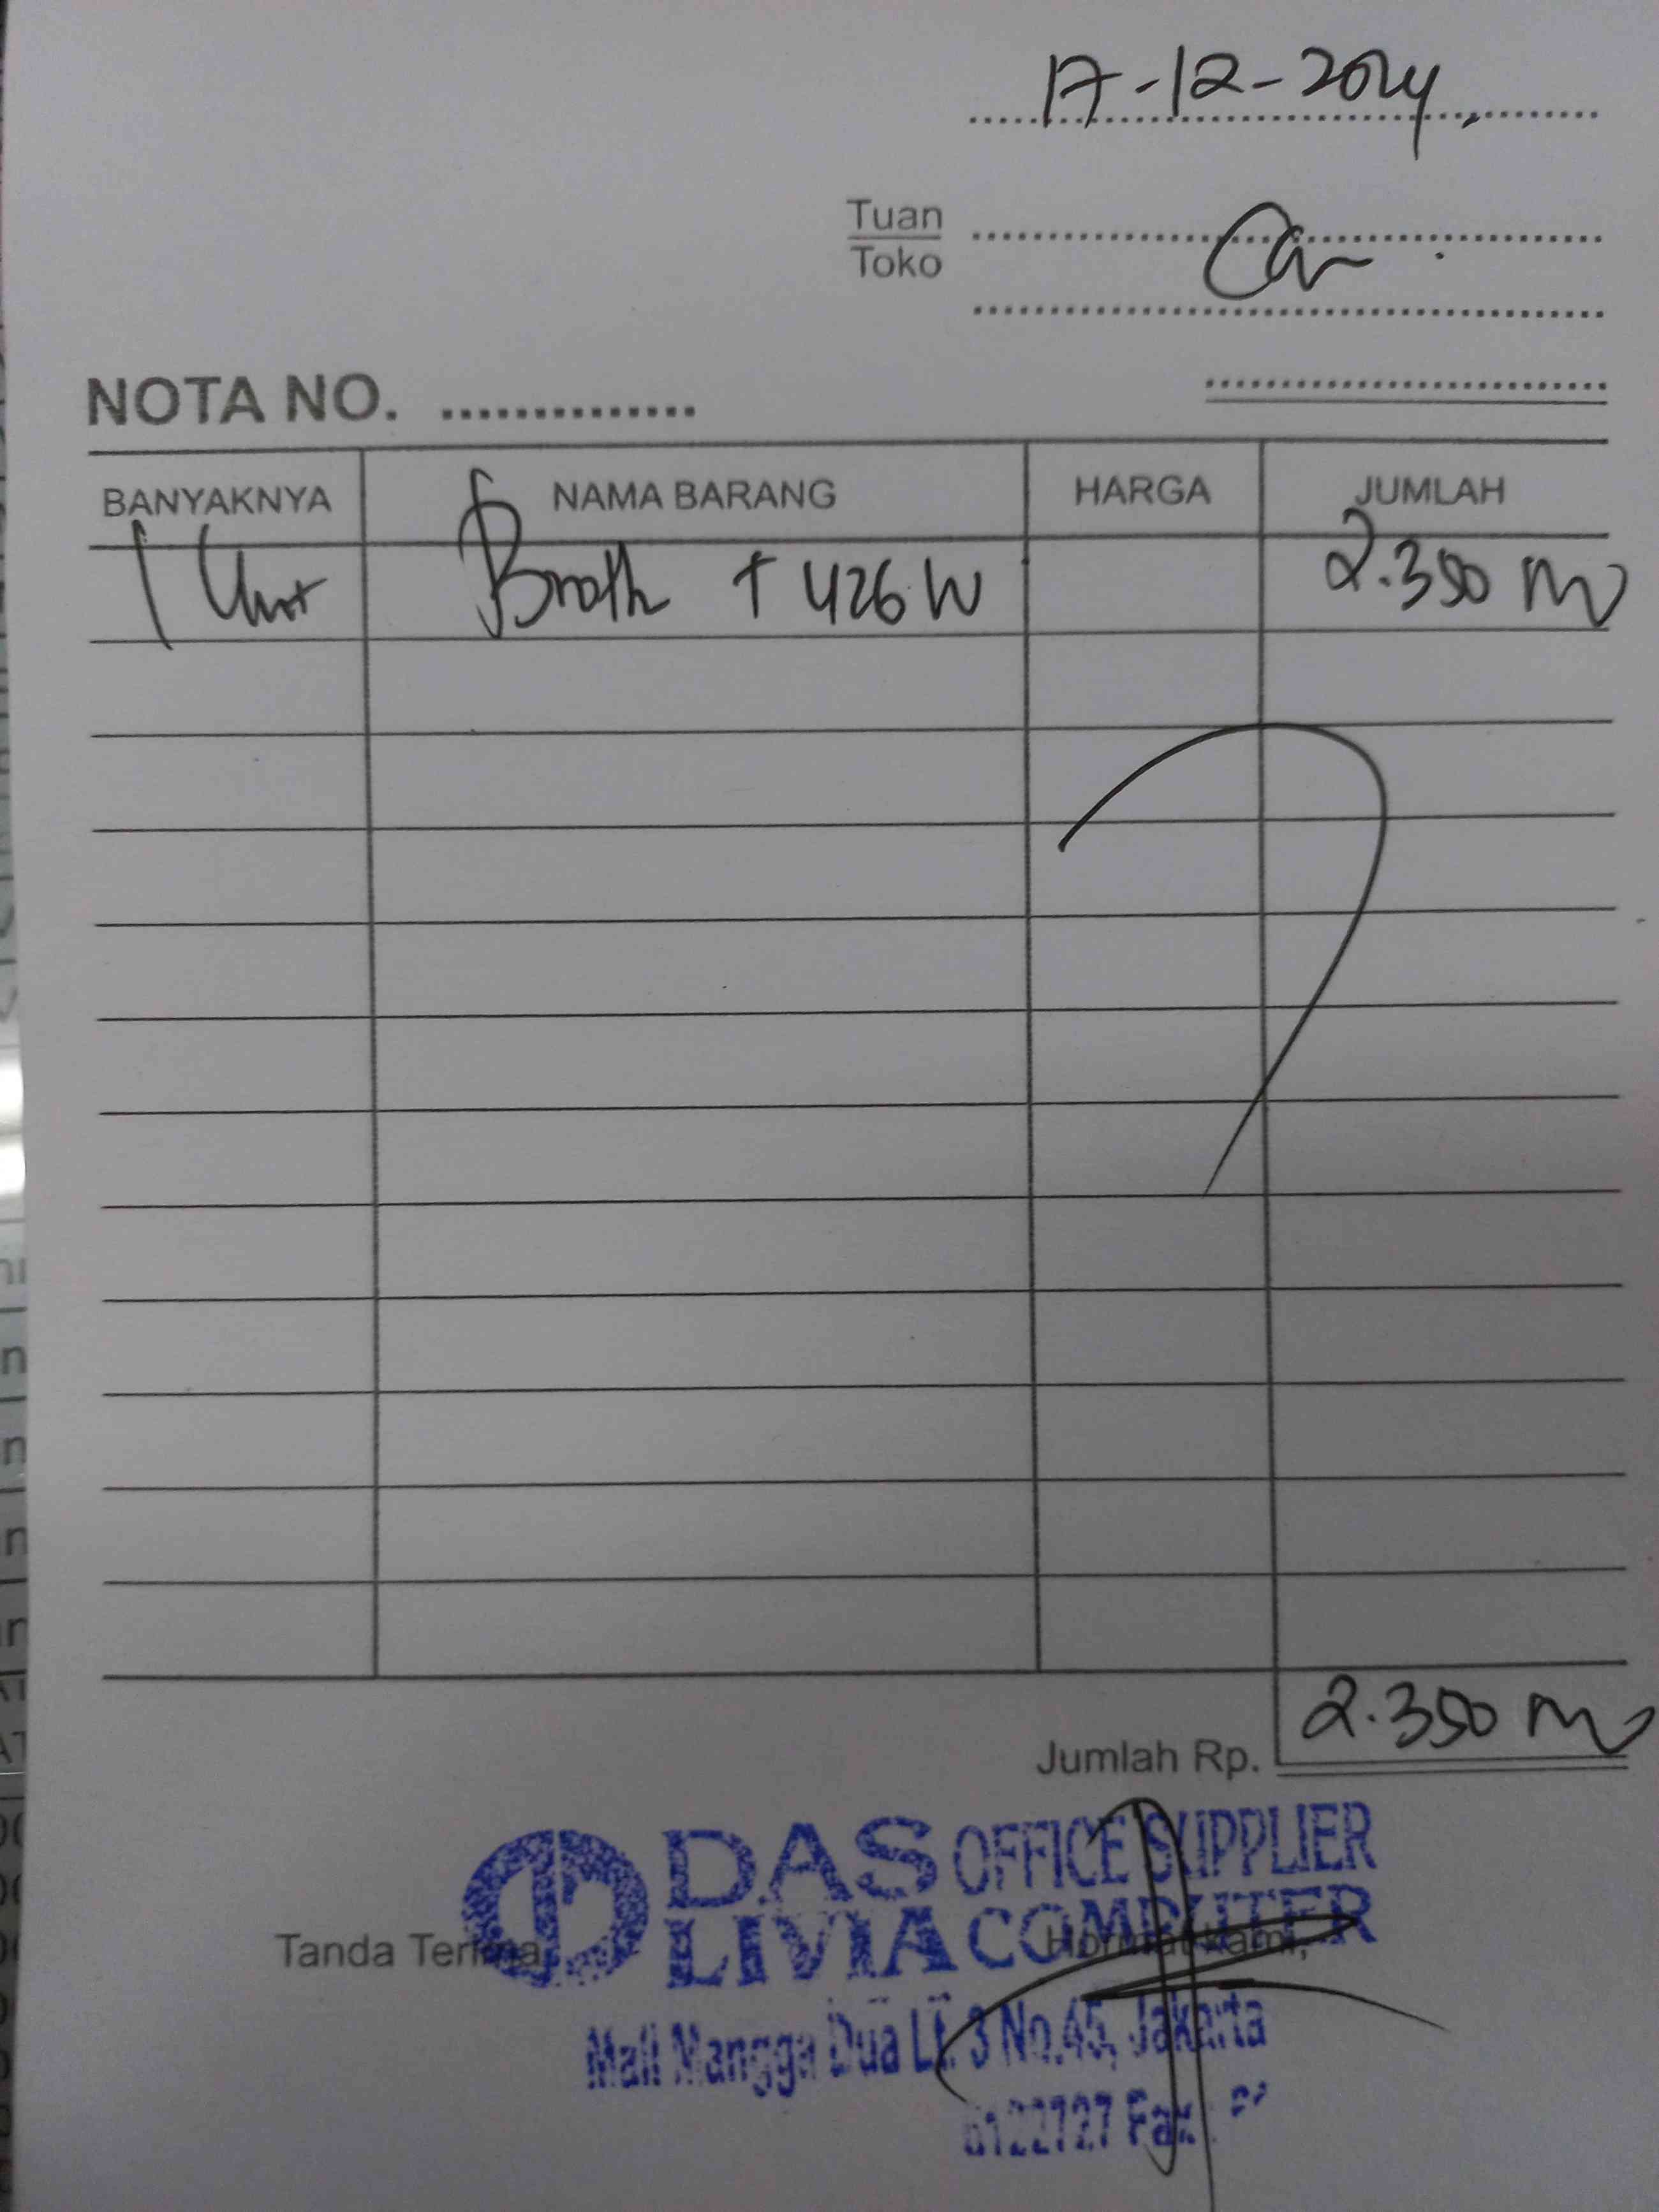 17-12-2024
Tuan
Toko
NOTA NO. ..............
BANYAKNYA NAMA BARANG HARGA JUMLAH
1 Unit T 426 W 2.350
Jumlah Rp. 2.350
DAS OFFICE SUPPLIER
LIVIA COMPUTER
Tanda Terima Hormat kami,
Mall Mangga Dua Lt. 3 No.45, Jakarta
6122727 Fax